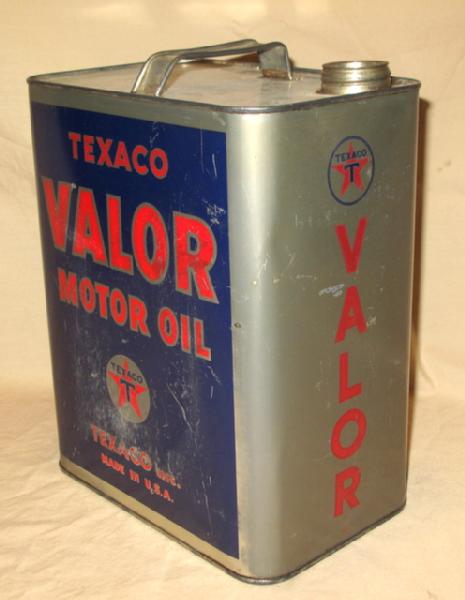 TEXACO
VALOR
MOTOR OIL
TEXACO
T
TEXACO INC.
MADE IN U.S.A.
TEXACO
T
VALOR